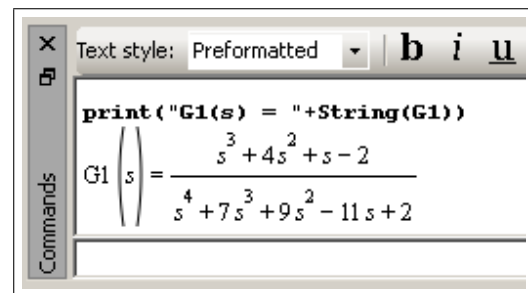 Text style: Preformatted b i u
print("G1(s) = "+String(G1))
G1(s) = (s^3 + 4s^2 + s - 2) / (s^4 + 7s^3 + 9s^2 - 11s + 2)
Commands